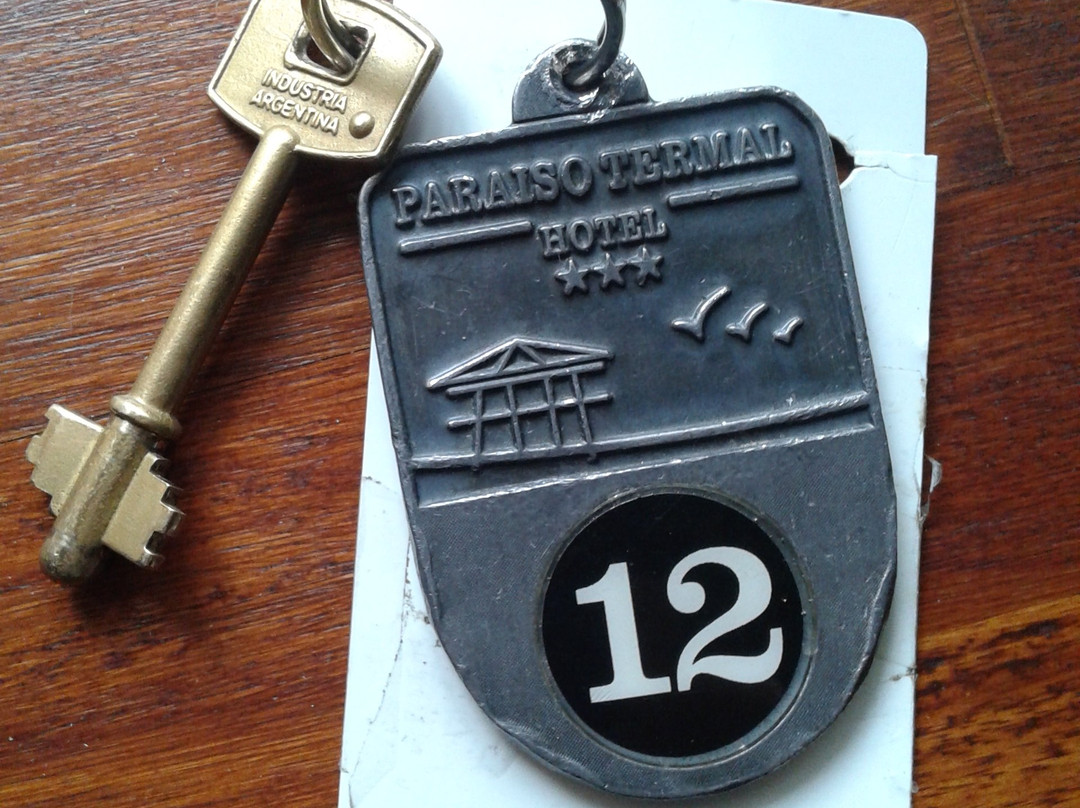 INDUSTRIA
ARGENTINA
PARAISO TERMAL
HOTEL
12